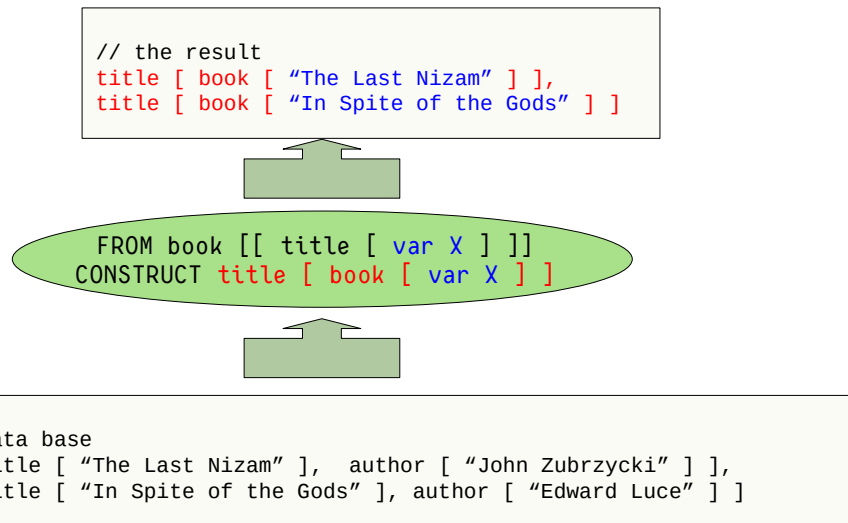 // the result
title [ book [ “The Last Nizam” ] ],
title [ book [ “In Spite of the Gods” ] ]
FROM book [[ title [ var X ] ]]
CONSTRUCT title [ book [ var X ] ]
ata base
itle [ “The Last Nizam” ], author [ “John Zubrzycki” ] ],
itle [ “In Spite of the Gods” ], author [ “Edward Luce” ] ]